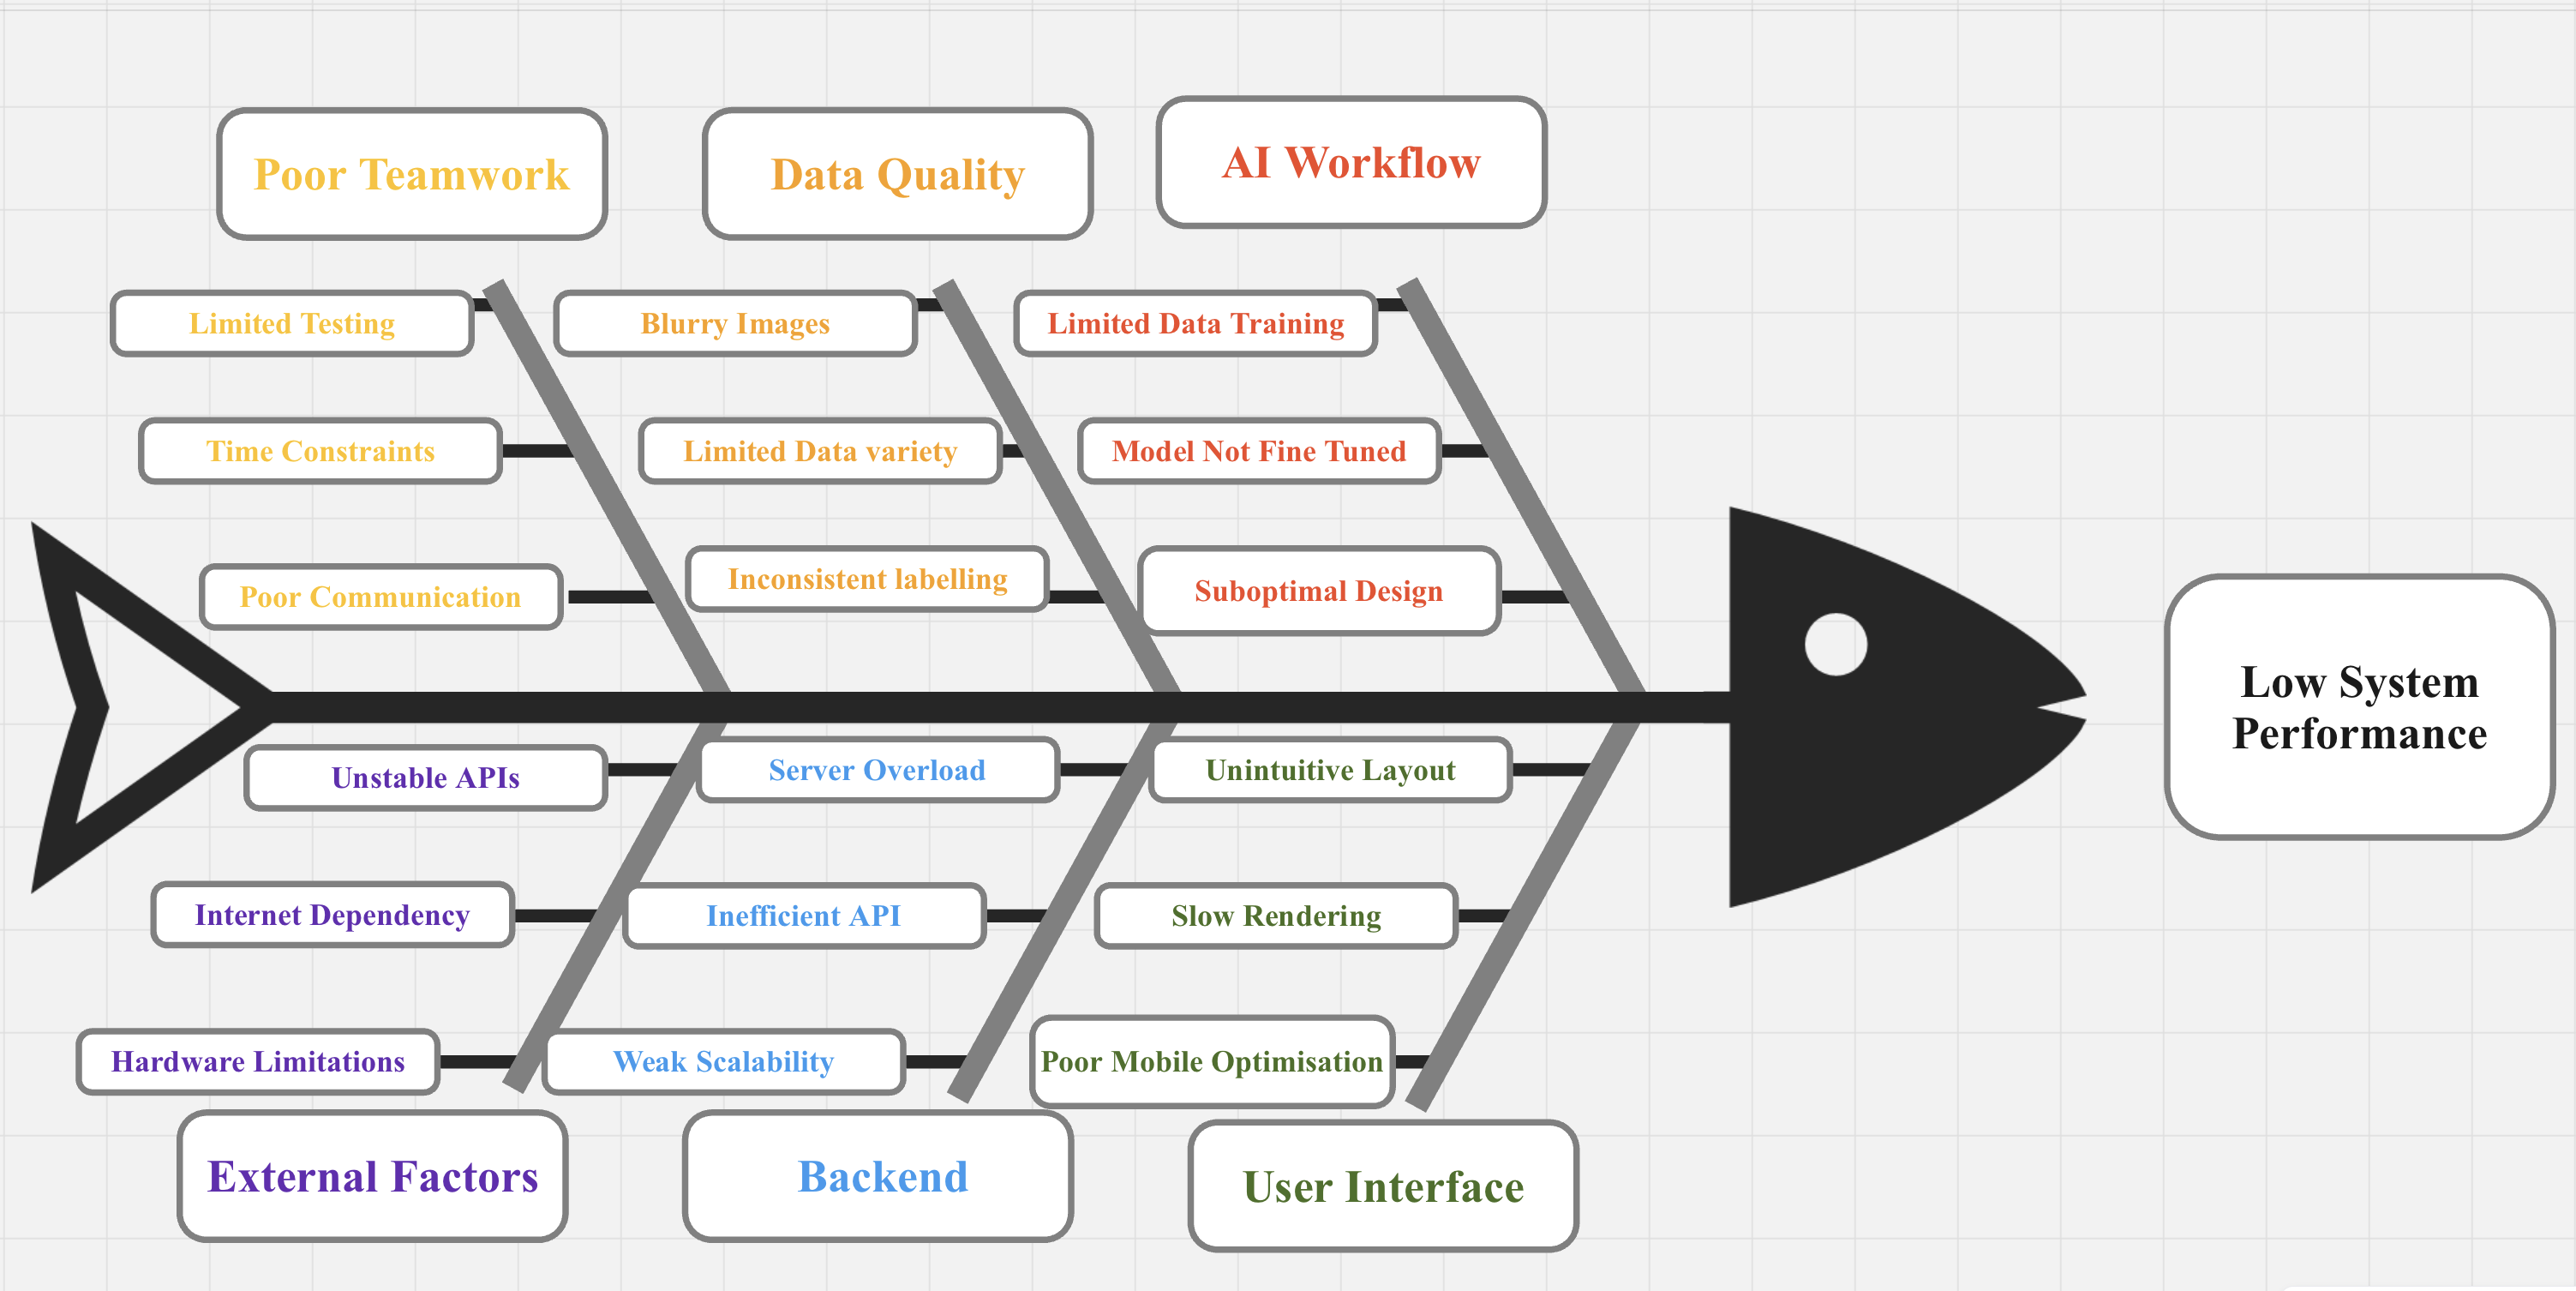 Poor Teamwork
Data Quality
AI Workflow
Limited Testing
Blurry Images
Limited Data Training
Time Constraints
Limited Data variety
Model Not Fine Tuned
Poor Communication
Inconsistent labelling
Suboptimal Design
Low System
Performance
Unstable APIs
Server Overload
Unintuitive Layout
Internet Dependency
Inefficient API
Slow Rendering
Hardware Limitations
Weak Scalability
Poor Mobile Optimisation
External Factors
Backend
User Interface